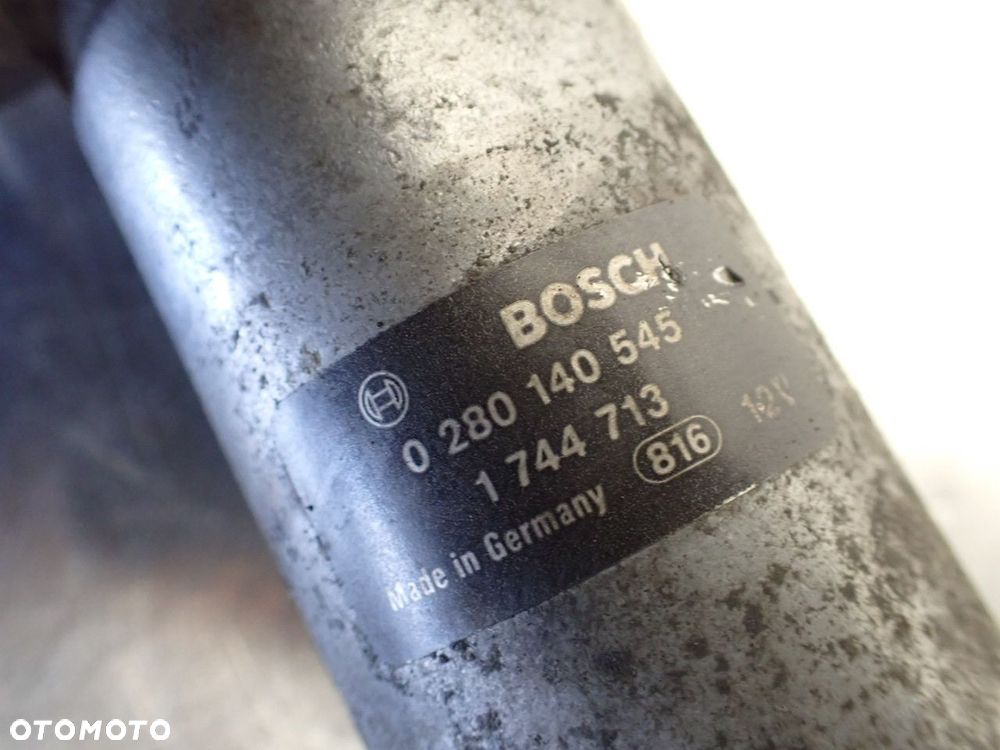 BOSCH
0 280 140 545
1 744 713
816
12V
Made in Germany
OTOMOTO